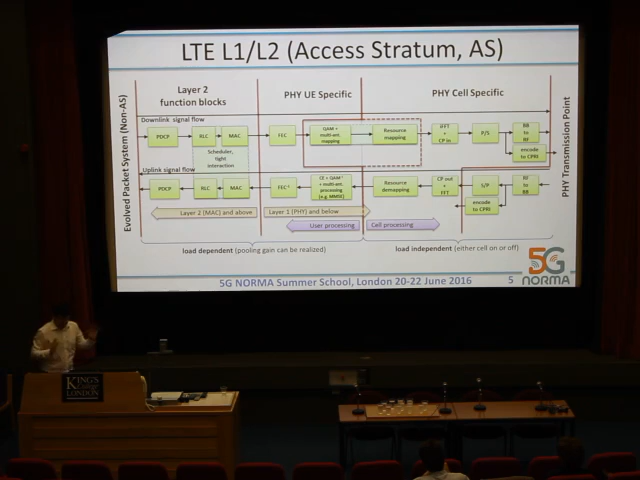 LTE L1/L2 (Access Stratum, AS)
Layer 2
function blocks
PHY UE Specific
PHY Cell Specific
Evolved Packet System (Non-AS)
PHY Transmission Point
Downlink signal flow
PDCP
RLC
MAC
FEC
QAM +
multi-ant.
mapping
Resource
mapping
iFFT
+
CP in
P/S
BB
to
RF
encode
to CPRI
Scheduler,
tight
interaction
Uplink signal flow
PDCP
RLC
MAC
FEC⁻¹
CE + QAM⁻¹
+ multi-ant.
processing
(e.g. MMSE)
Resource
demapping
CP out
+
FFT
S/P
RF
to
BB
encode
to CPRI
Layer 2 (MAC) and above
Layer 1 (PHY) and below
User processing
Cell processing
load dependent (pooling gain can be realized)
load independent (either cell on or off)
5G
NORMA
5G NORMA Summer School, London 20-22 June 2016
5
KING'S
College
LONDON